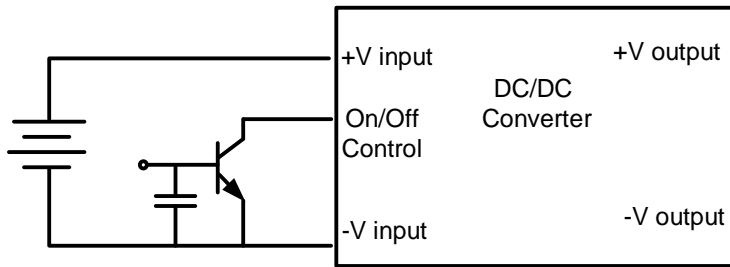 +V input
+V output
DC/DC
Converter
On/Off
Control
-V input
-V output